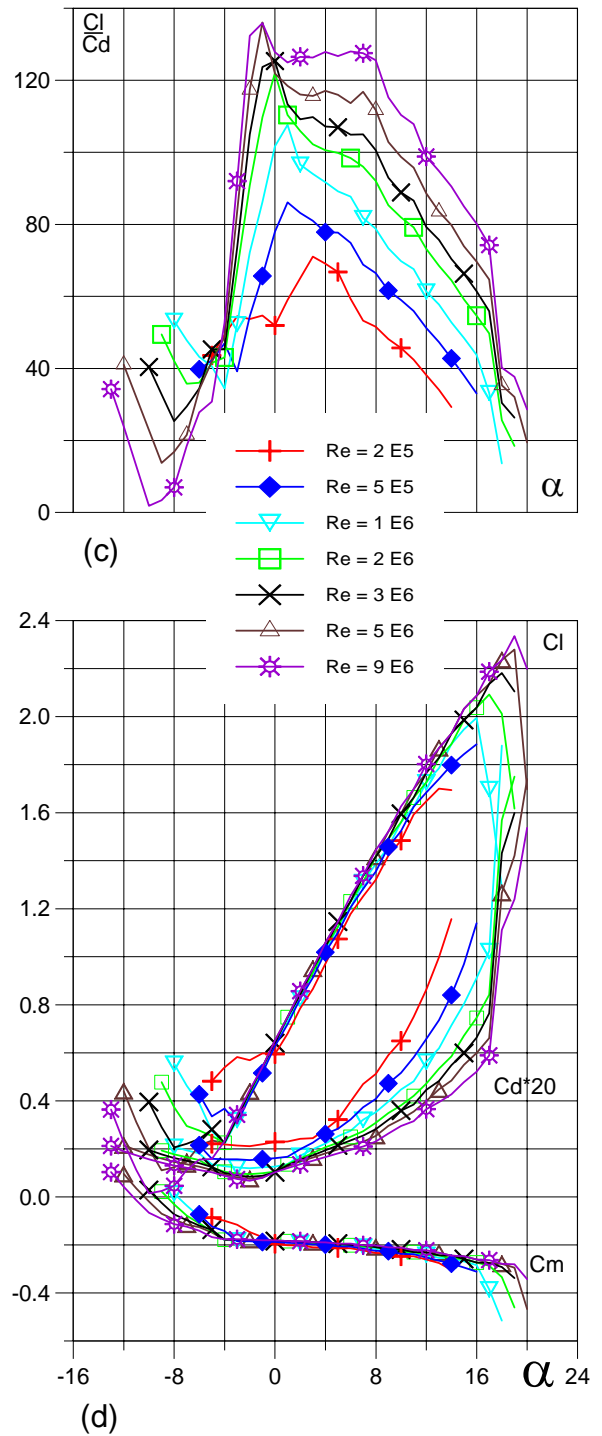 Cl
Cd
120
80
40
0
α
(c)
Re = 2 E5
Re = 5 E5
Re = 1 E6
Re = 2 E6
Re = 3 E6
Re = 5 E6
Re = 9 E6
2.4
Cl
2.0
1.6
1.2
0.8
Cd*20
0.4
0.0
Cm
-0.4
-16 -8 0 8 16 α 24
(d)